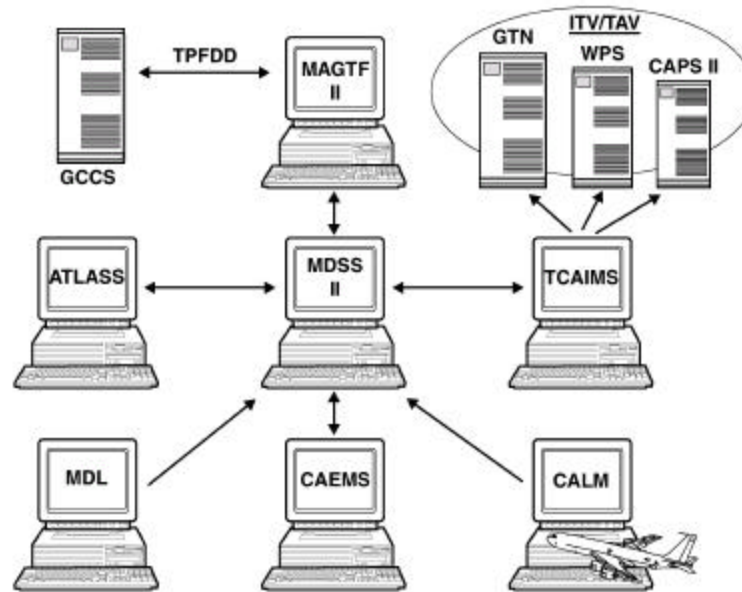 TPFDD
MAGTF
II
GCCS
ITV/TAV
GTN
WPS
CAPS II
ATLASS
MDSS
II
TCAIMS
MDL
CAEMS
CALM